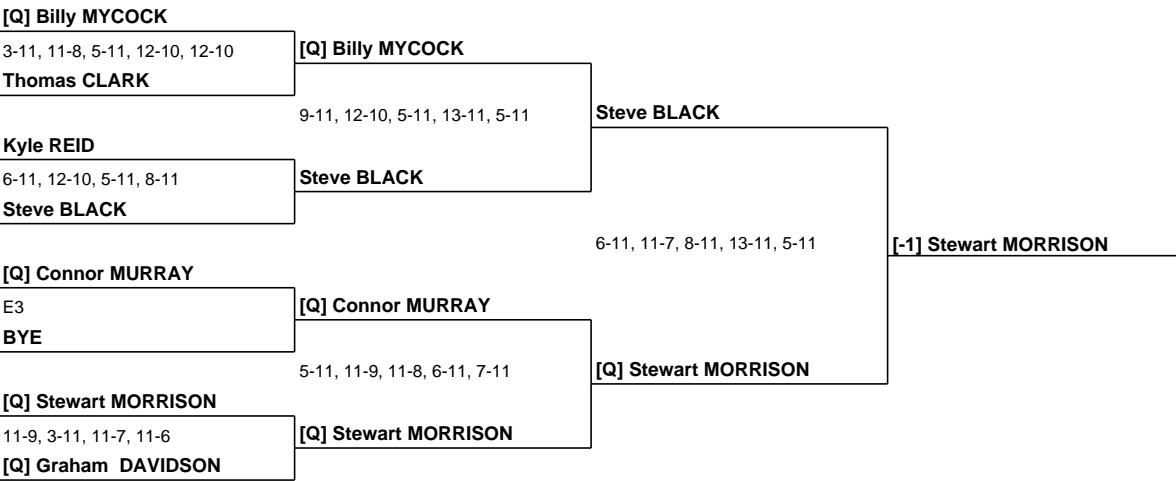 [Q] Billy MYCOCK
3-11, 11-8, 5-11, 12-10, 12-10
Thomas CLARK
Kyle REID
6-11, 12-10, 5-11, 8-11
Steve BLACK
[Q] Connor MURRAY
E3
BYE
[Q] Stewart MORRISON
11-9, 3-11, 11-7, 11-6
[Q] Graham DAVIDSON
[Q] Billy MYCOCK
9-11, 12-10, 5-11, 13-11, 5-11
Steve BLACK
[Q] Connor MURRAY
5-11, 11-9, 11-8, 6-11, 7-11
[Q] Stewart MORRISON
Steve BLACK
6-11, 11-7, 8-11, 13-11, 5-11
[Q] Stewart MORRISON
[-1] Stewart MORRISON